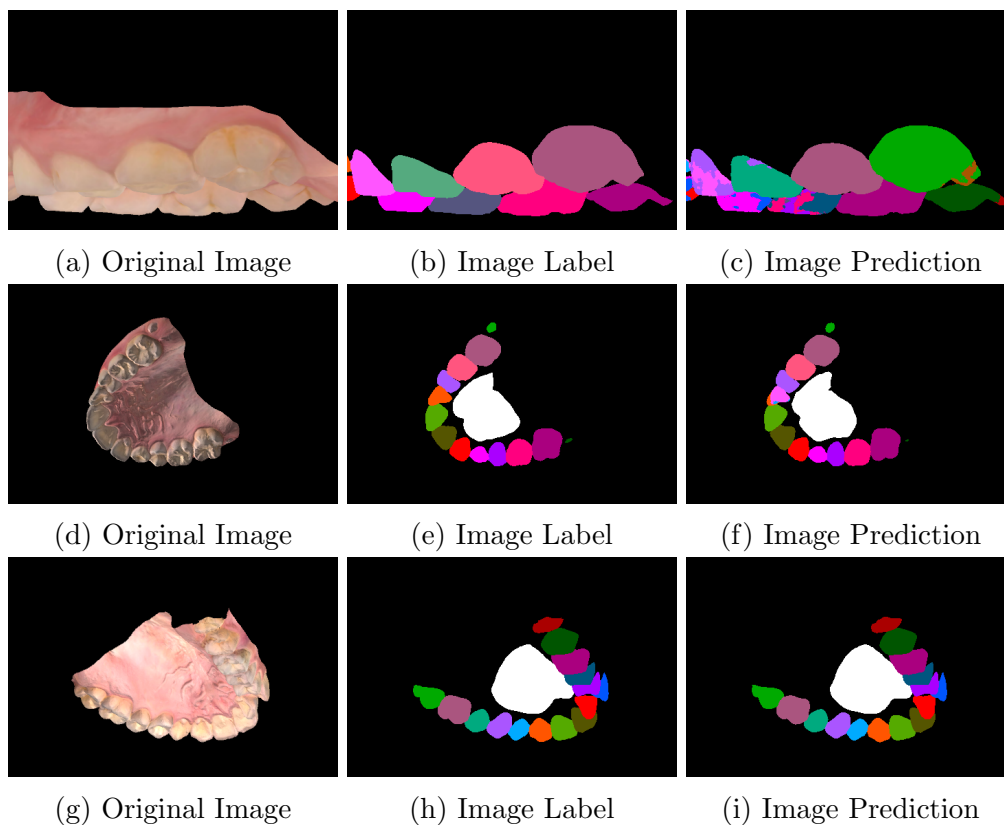 (a) Original Image
(b) Image Label
(c) Image Prediction
(d) Original Image
(e) Image Label
(f) Image Prediction
(g) Original Image
(h) Image Label
(i) Image Prediction